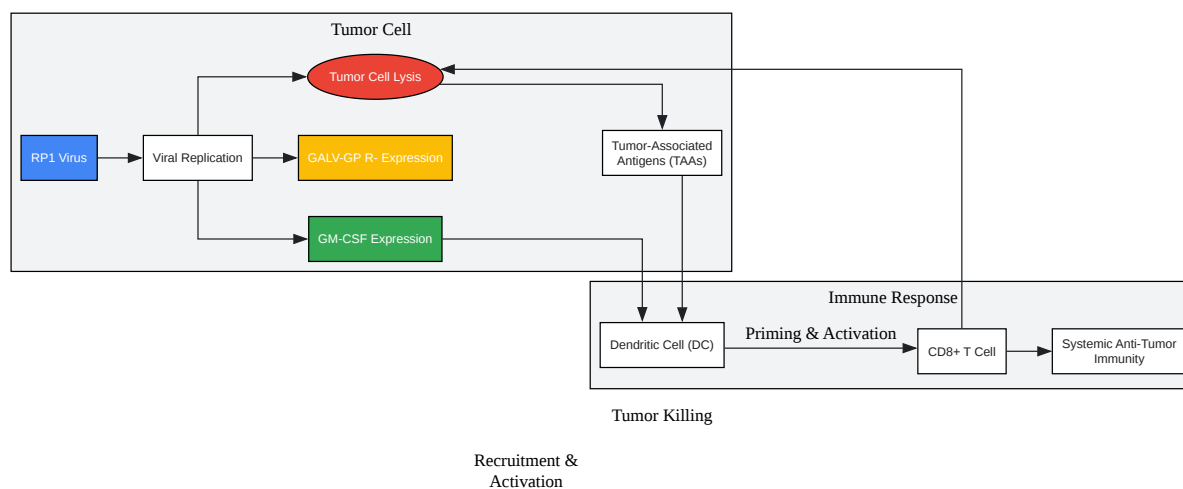 Tumor Cell
Tumor Cell Lysis
RP1 Virus
Viral Replication
GALV-GP R- Expression
Tumor-Associated
Antigens (TAAs)
GM-CSF Expression
Immune Response
Dendritic Cell (DC)
Priming & Activation
CD8+ T Cell
Systemic Anti-Tumor
Immunity
Tumor Killing
Recruitment &
Activation